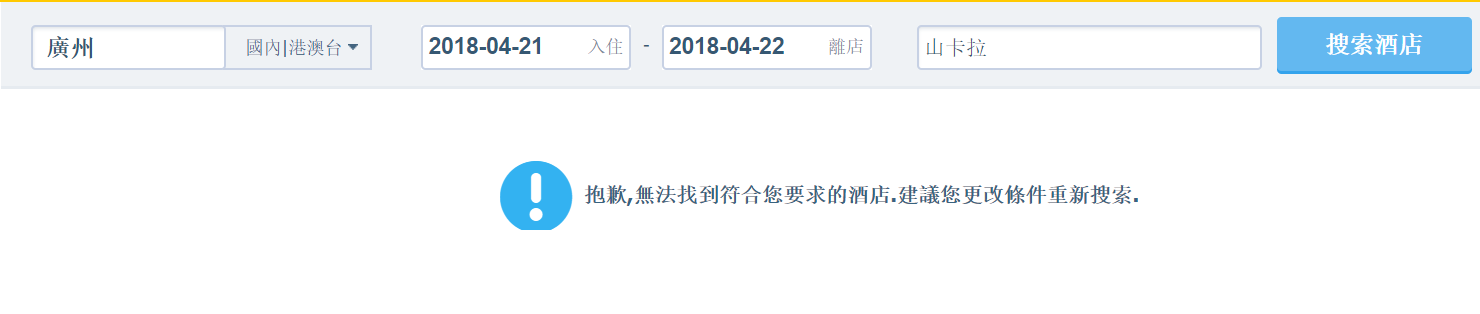 廣州 國內|港澳台 2018-04-21 入住 - 2018-04-22 離店 山卡拉 搜索酒店
抱歉,無法找到符合您要求的酒店.建議您更改條件重新搜索.